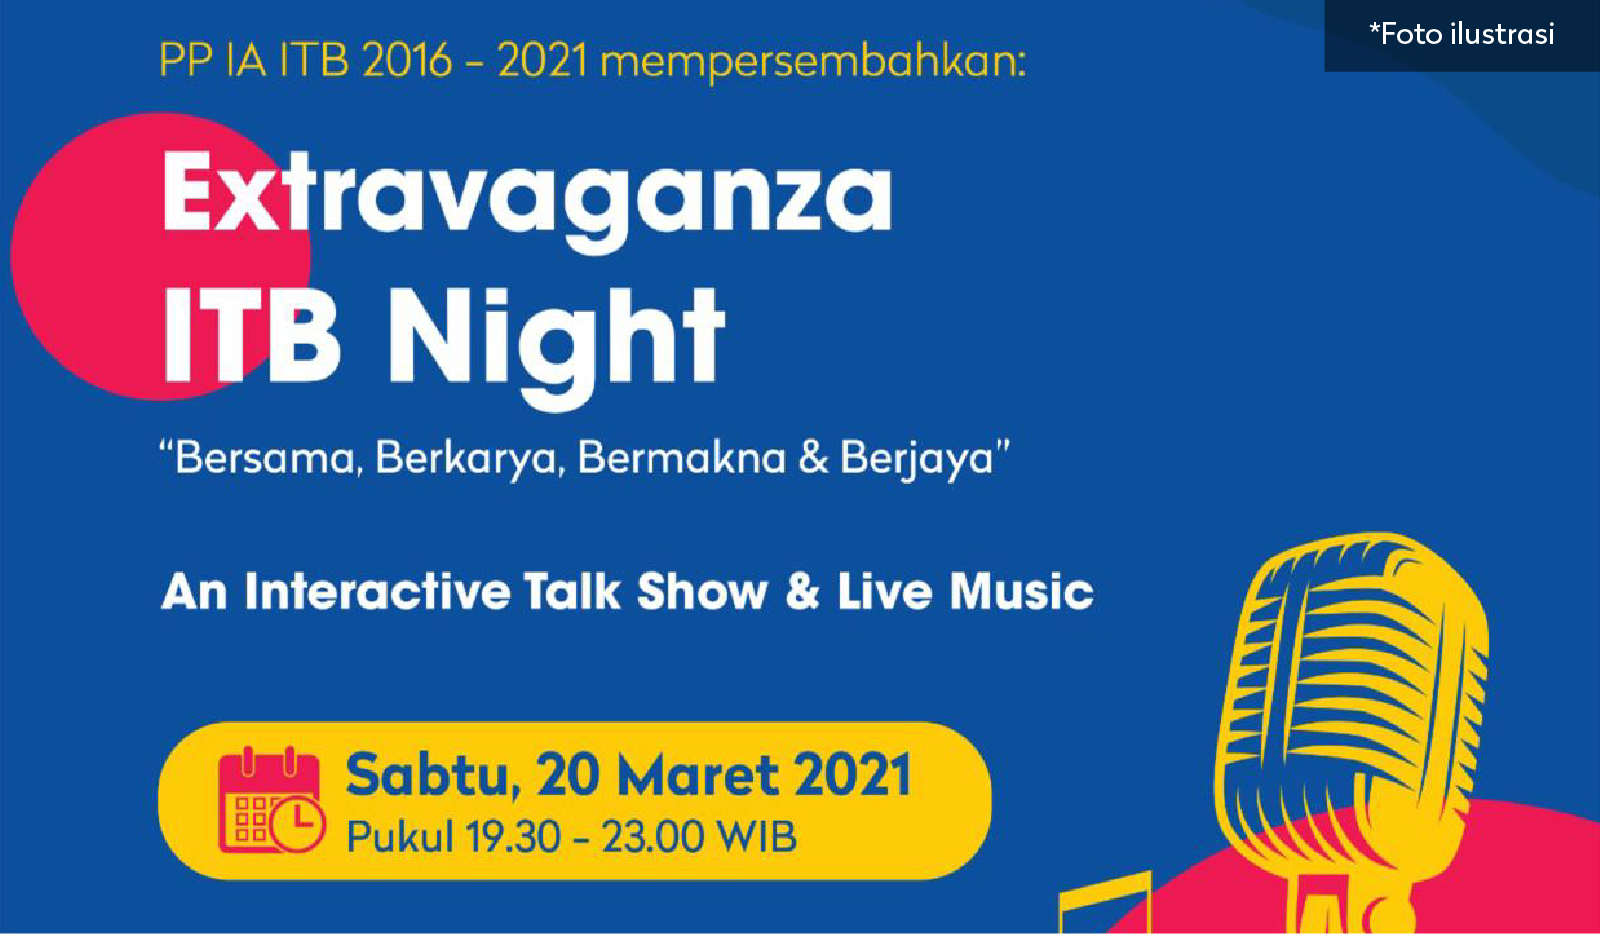 *Foto ilustrasi
PP IA ITB 2016 – 2021 mempersembahkan:
Extravaganza
ITB Night
“Bersama, Berkarya, Bermakna & Berjaya”
An Interactive Talk Show & Live Music
Sabtu, 20 Maret 2021
Pukul 19.30 – 23.00 WIB